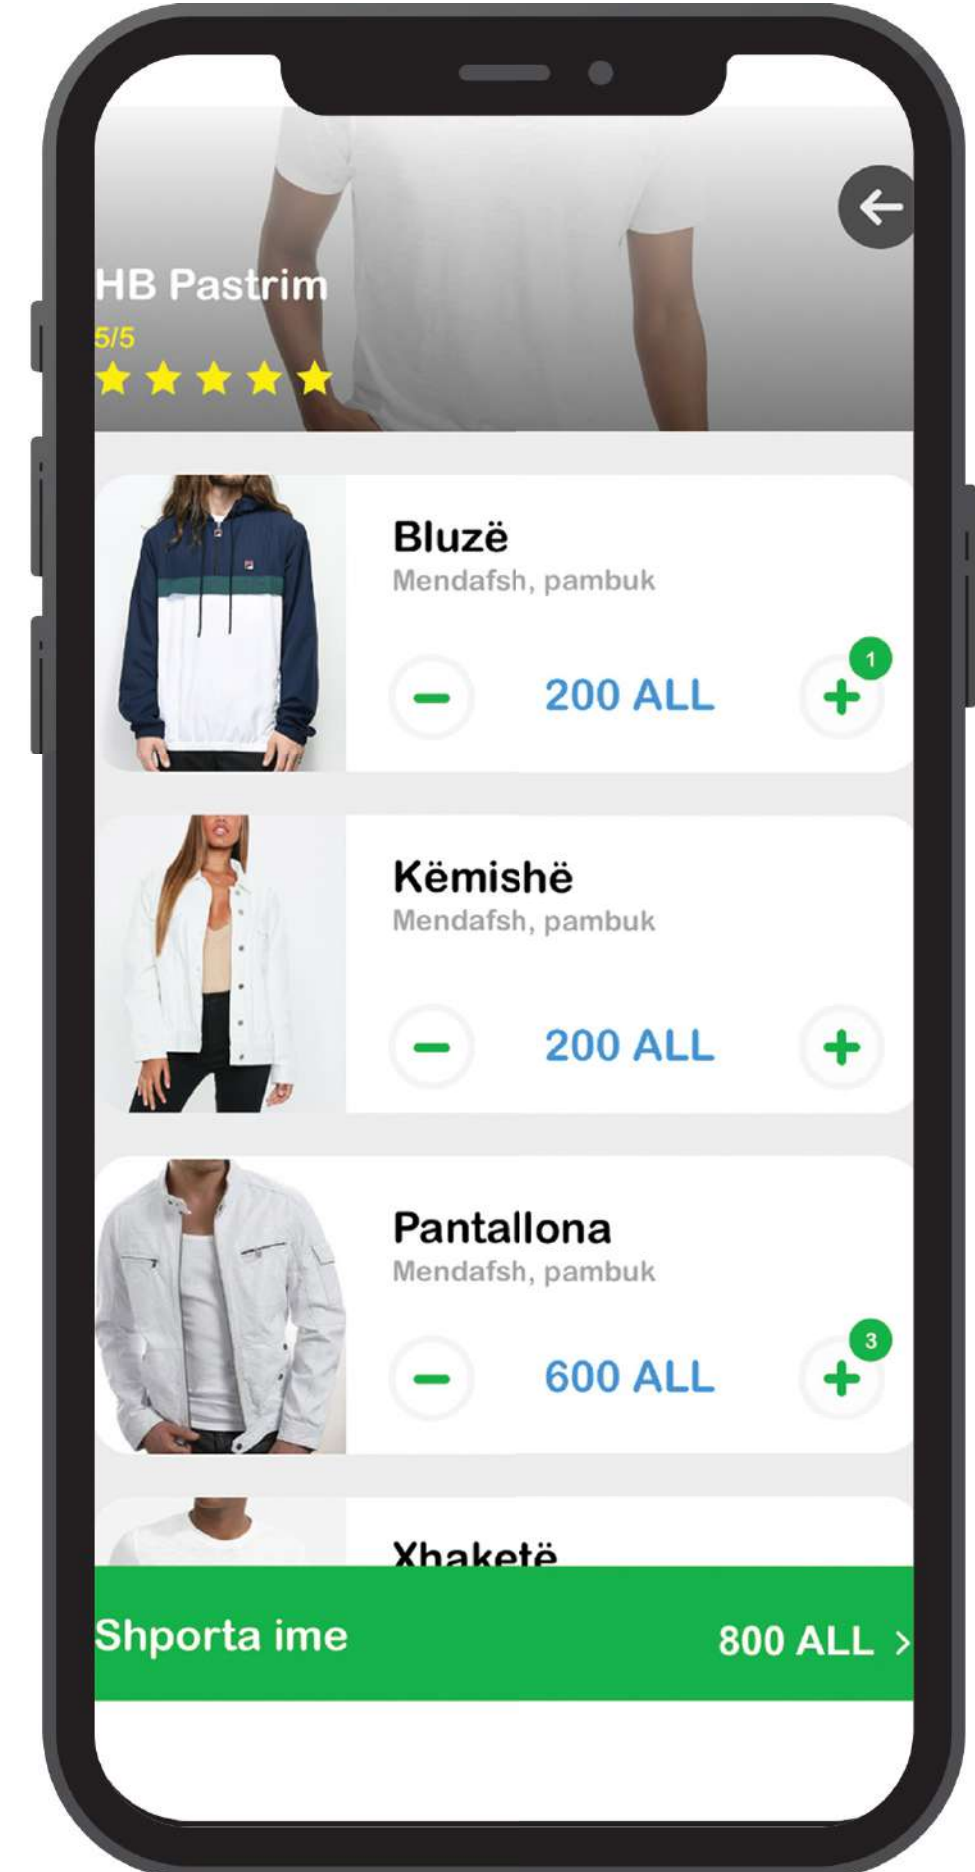 HB Pastrim
5/5
Bluzë
Mendafsh, pambuk
1
200 ALL
Këmishë
Mendafsh, pambuk
200 ALL
Pantallona
Mendafsh, pambuk
3
600 ALL
Xhaketë
Shporta ime
800 ALL